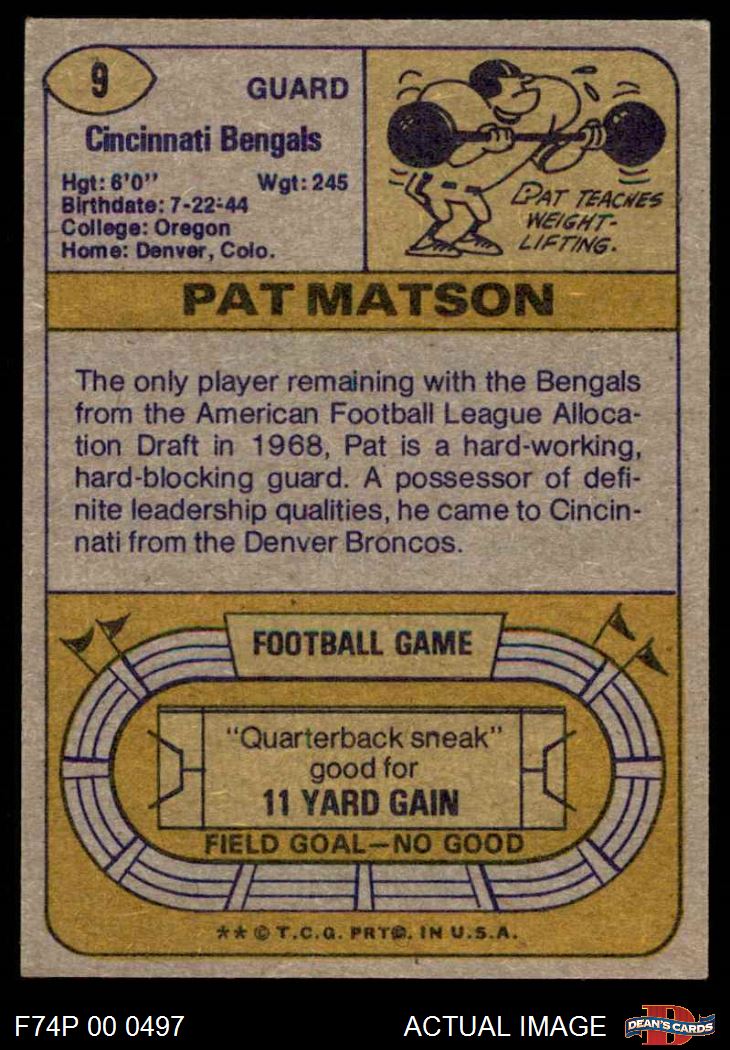 9
GUARD
Cincinnati Bengals
Hgt: 6'0" Wgt: 245
Birthdate: 7-22-44
College: Oregon
Home: Denver, Colo.
PAT TEACHES
WEIGHT-
LIFTING.
PAT MATSON
The only player remaining with the Bengals
from the American Football League Alloca-
tion Draft in 1968, Pat is a hard-working,
hard-blocking guard. A possessor of defi-
nite leadership qualities, he came to Cincin-
nati from the Denver Broncos.
FOOTBALL GAME
"Quarterback sneak"
good for
11 YARD GAIN
FIELD GOAL—NO GOOD
** © T.C.G. PRTD. IN U.S.A.
F74P 00 0497
ACTUAL IMAGE
D
DEAN'S CARDS